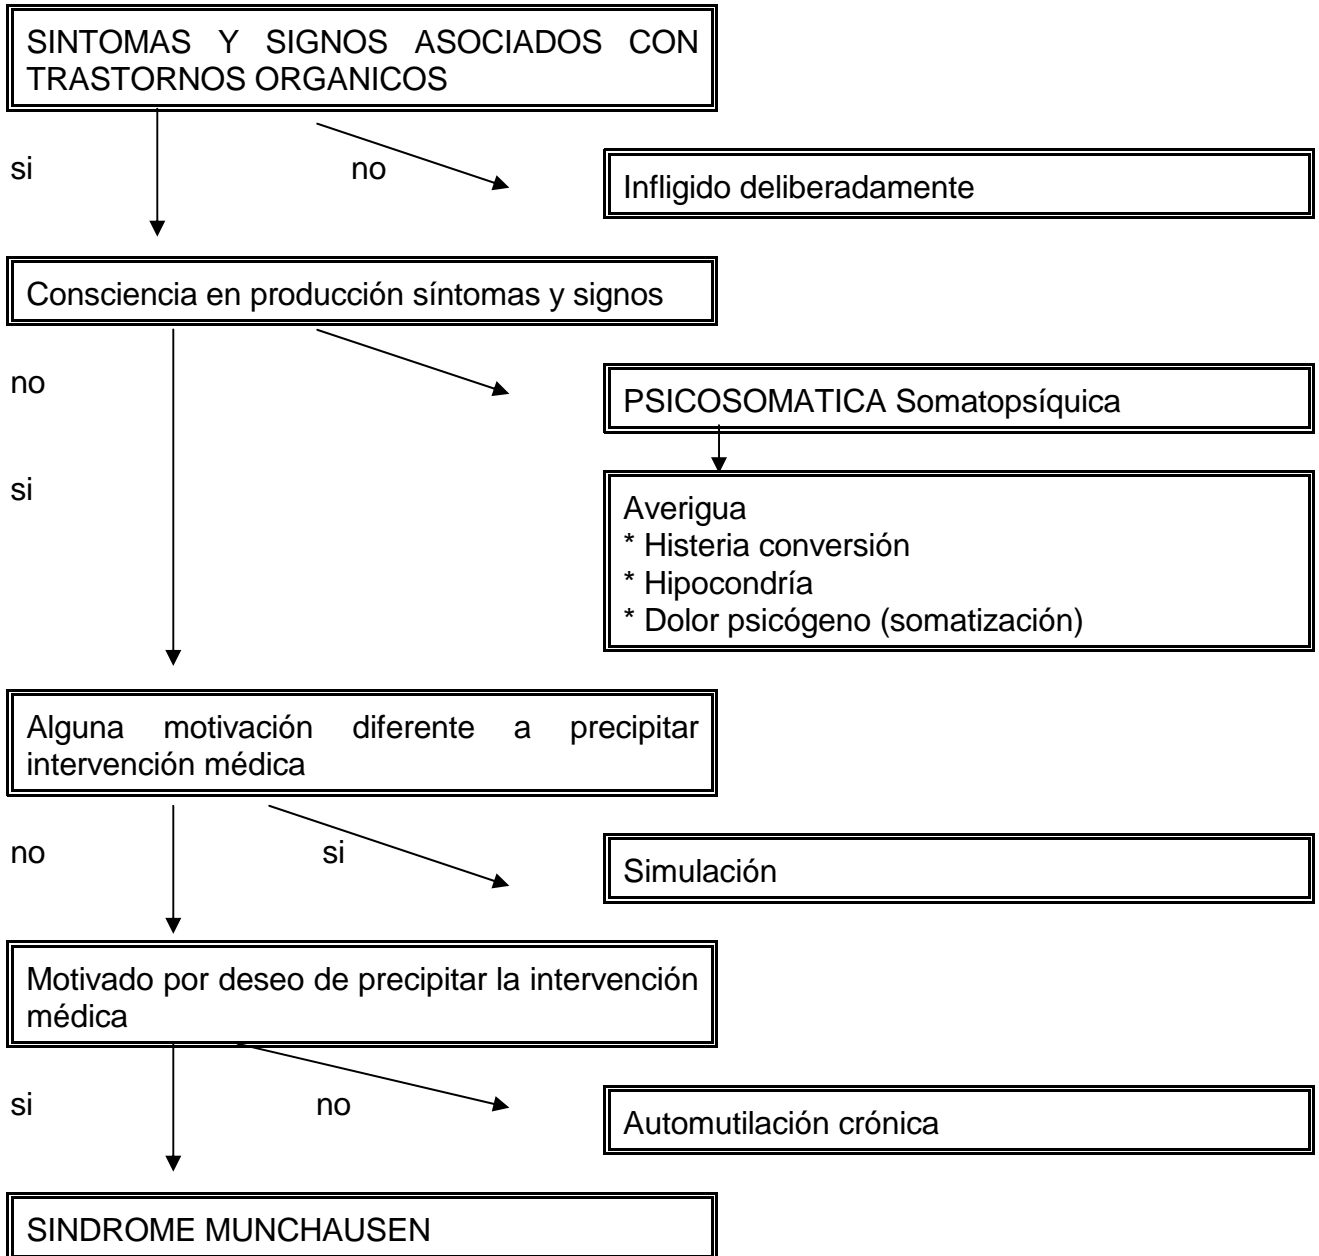 SINTOMAS Y SIGNOS ASOCIADOS CON
TRASTORNOS ORGANICOS
si
no
Infligido deliberadamente
Consciencia en producción síntomas y signos
no
PSICOSOMATICA Somatopsíquica
si
Averigua
* Histeria conversión
* Hipocondría
* Dolor psicógeno (somatización)
Alguna motivación diferente a precipitar
intervención médica
no
si
Simulación
Motivado por deseo de precipitar la intervención
médica
si
no
Automutilación crónica
SINDROME MUNCHAUSEN